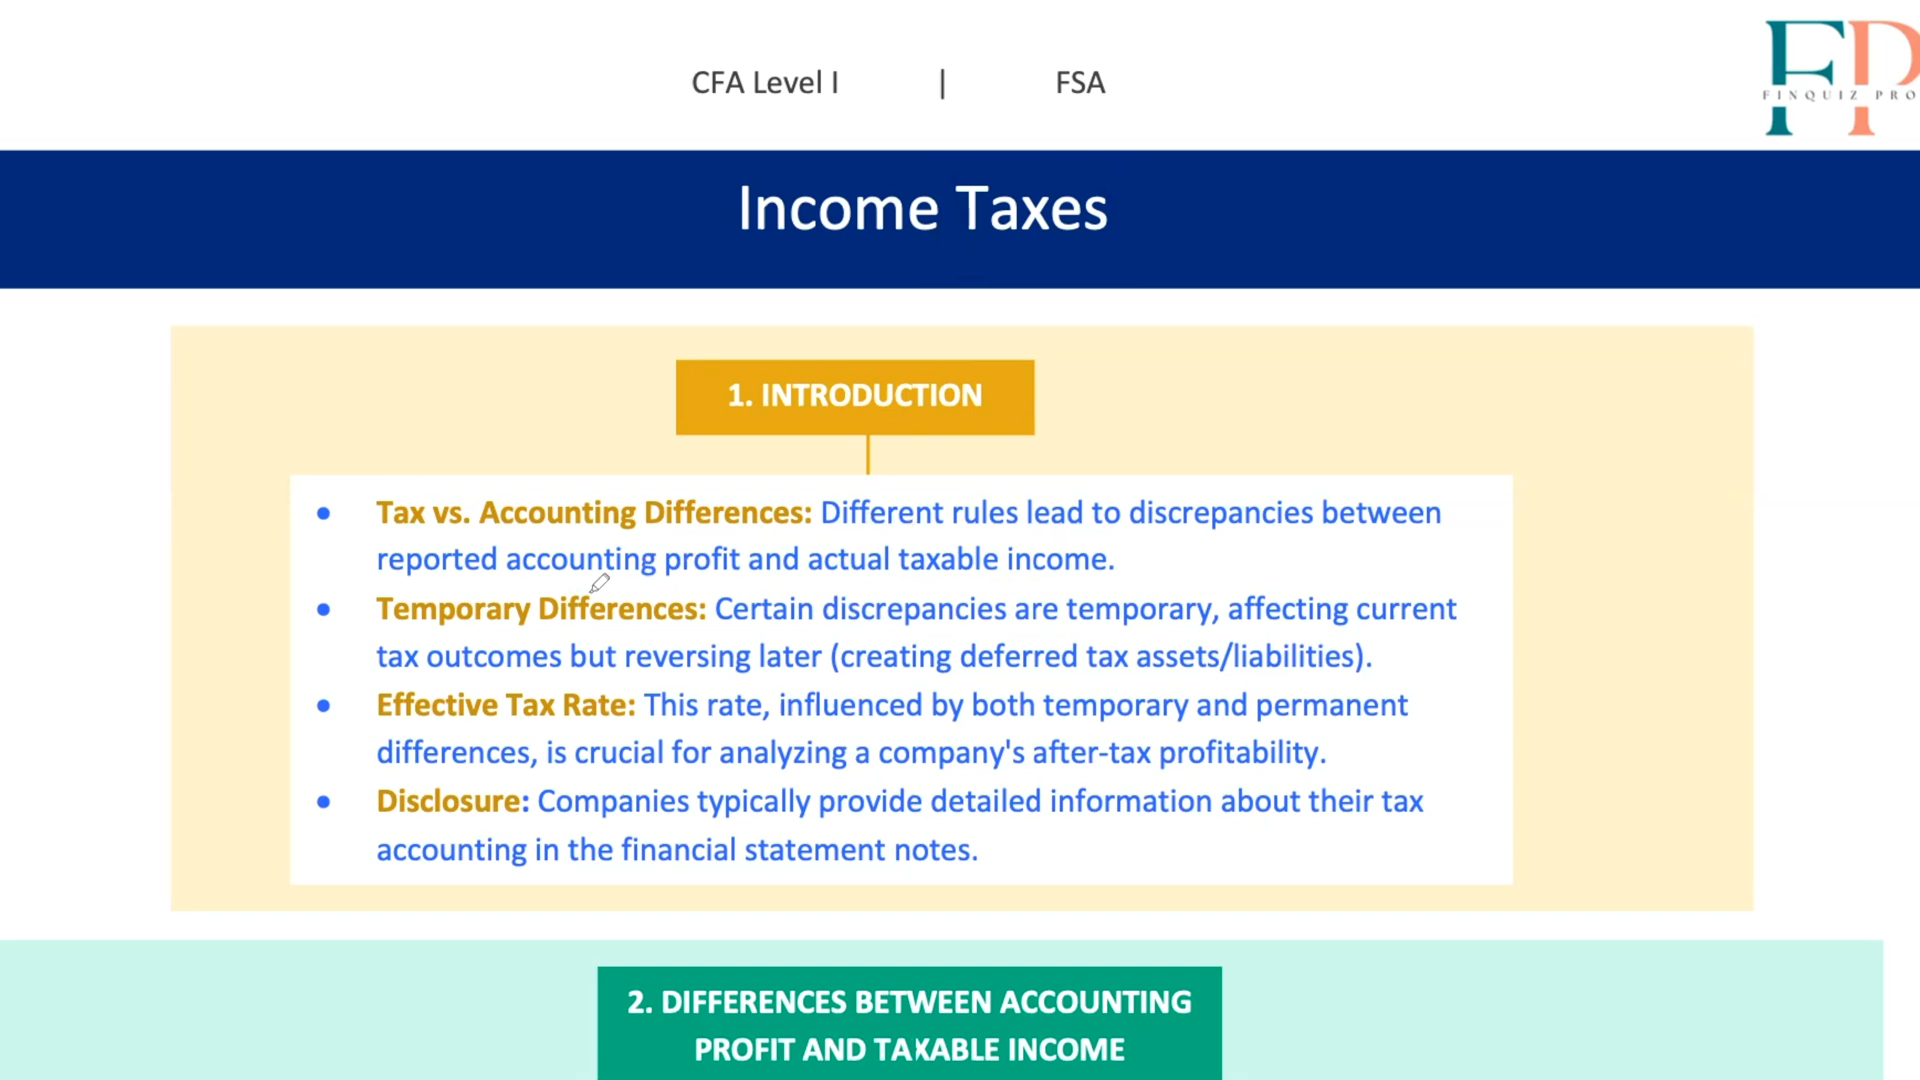 CFA Level I | FSA
FP
FINQUIZ PRO
Income Taxes
1. INTRODUCTION
• Tax vs. Accounting Differences: Different rules lead to discrepancies between
reported accounting profit and actual taxable income.
• Temporary Differences: Certain discrepancies are temporary, affecting current
tax outcomes but reversing later (creating deferred tax assets/liabilities).
• Effective Tax Rate: This rate, influenced by both temporary and permanent
differences, is crucial for analyzing a company's after-tax profitability.
• Disclosure: Companies typically provide detailed information about their tax
accounting in the financial statement notes.
2. DIFFERENCES BETWEEN ACCOUNTING
PROFIT AND TAXABLE INCOME